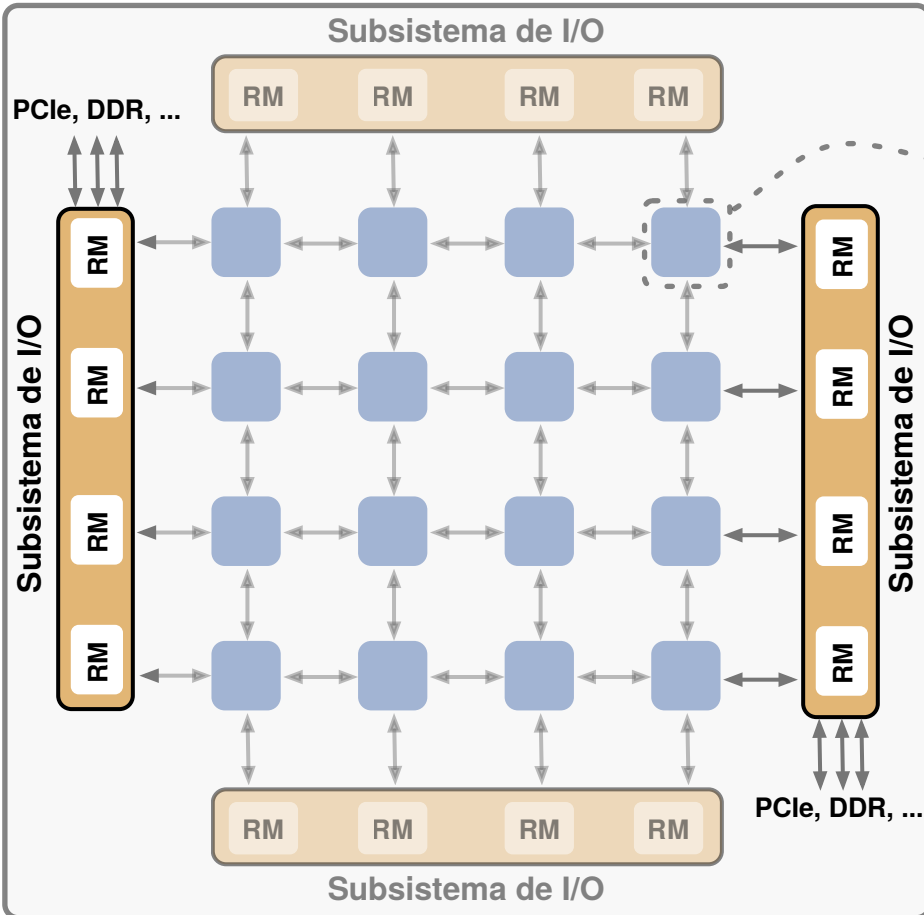 Subsistema de I/O
RM RM RM RM
PCIe, DDR, ...
Subsistema de I/O
RM
RM
RM
RM
RM
RM
RM
RM
Subsistema de I/O
PCIe, DDR, ...
RM RM RM RM
Subsistema de I/O